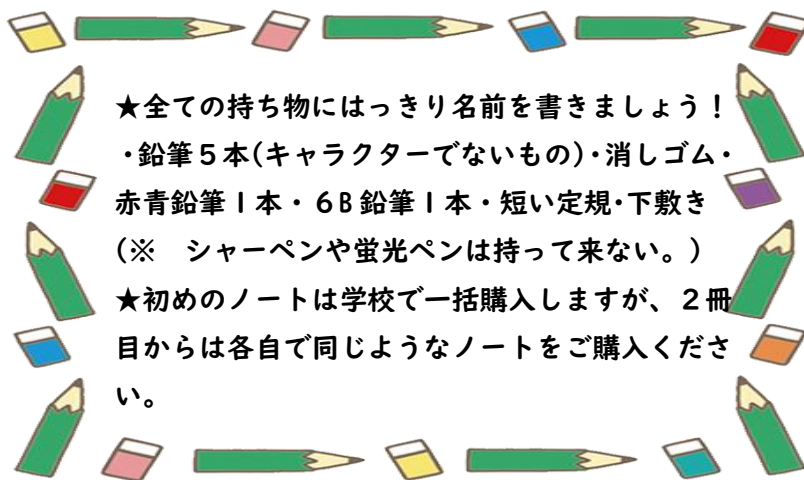 ★全ての持ち物にはっきり名前を書きましょう！
・鉛筆５本(キャラクターでないもの)・消しゴム・
赤青鉛筆１本・６B鉛筆１本・短い定規・下敷き
(※　シャーペンや蛍光ペンは持って来ない。)
★初めのノートは学校で一括購入しますが、２冊
目からは各自で同じようなノートをご購入くださ
い。